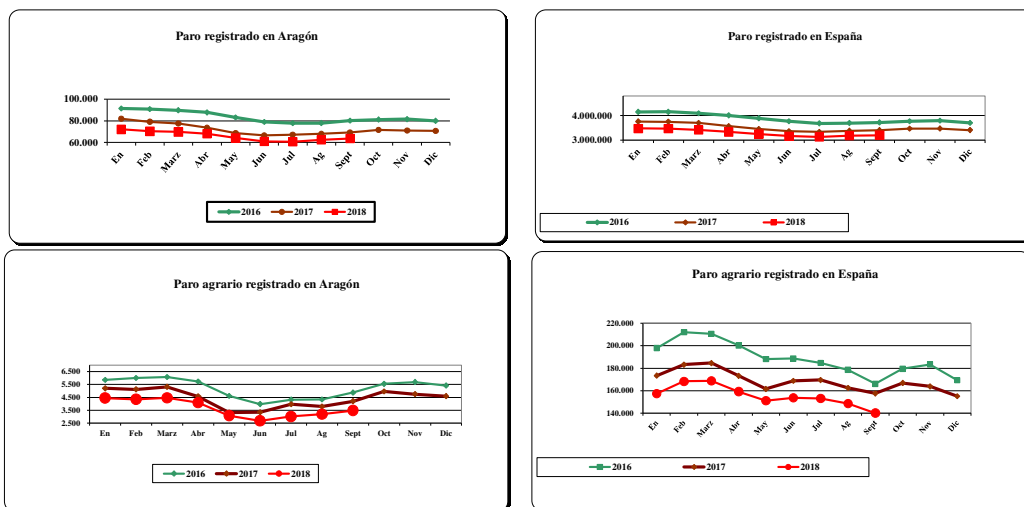 Paro registrado en Aragón
100.000
80.000
60.000
En Feb Marz Abr May Jun Jul Ag Sept Oct Nov Dic
2016 2017 2018
Paro registrado en España
4.000.000
3.000.000
En Feb Marz Abr May Jun Jul Ag Sept Oct Nov Dic
2016 2017 2018
Paro agrario registrado en Aragón
6.500
5.500
4.500
3.500
2.500
En Feb Marz Abr May Jun Jul Ag Sept Oct Nov Dic
2016 2017 2018
Paro agrario registrado en España
220.000
200.000
180.000
160.000
140.000
En Feb Marz Abr May Jun Jul Ag Sept Oct Nov Dic
2016 2017 2018